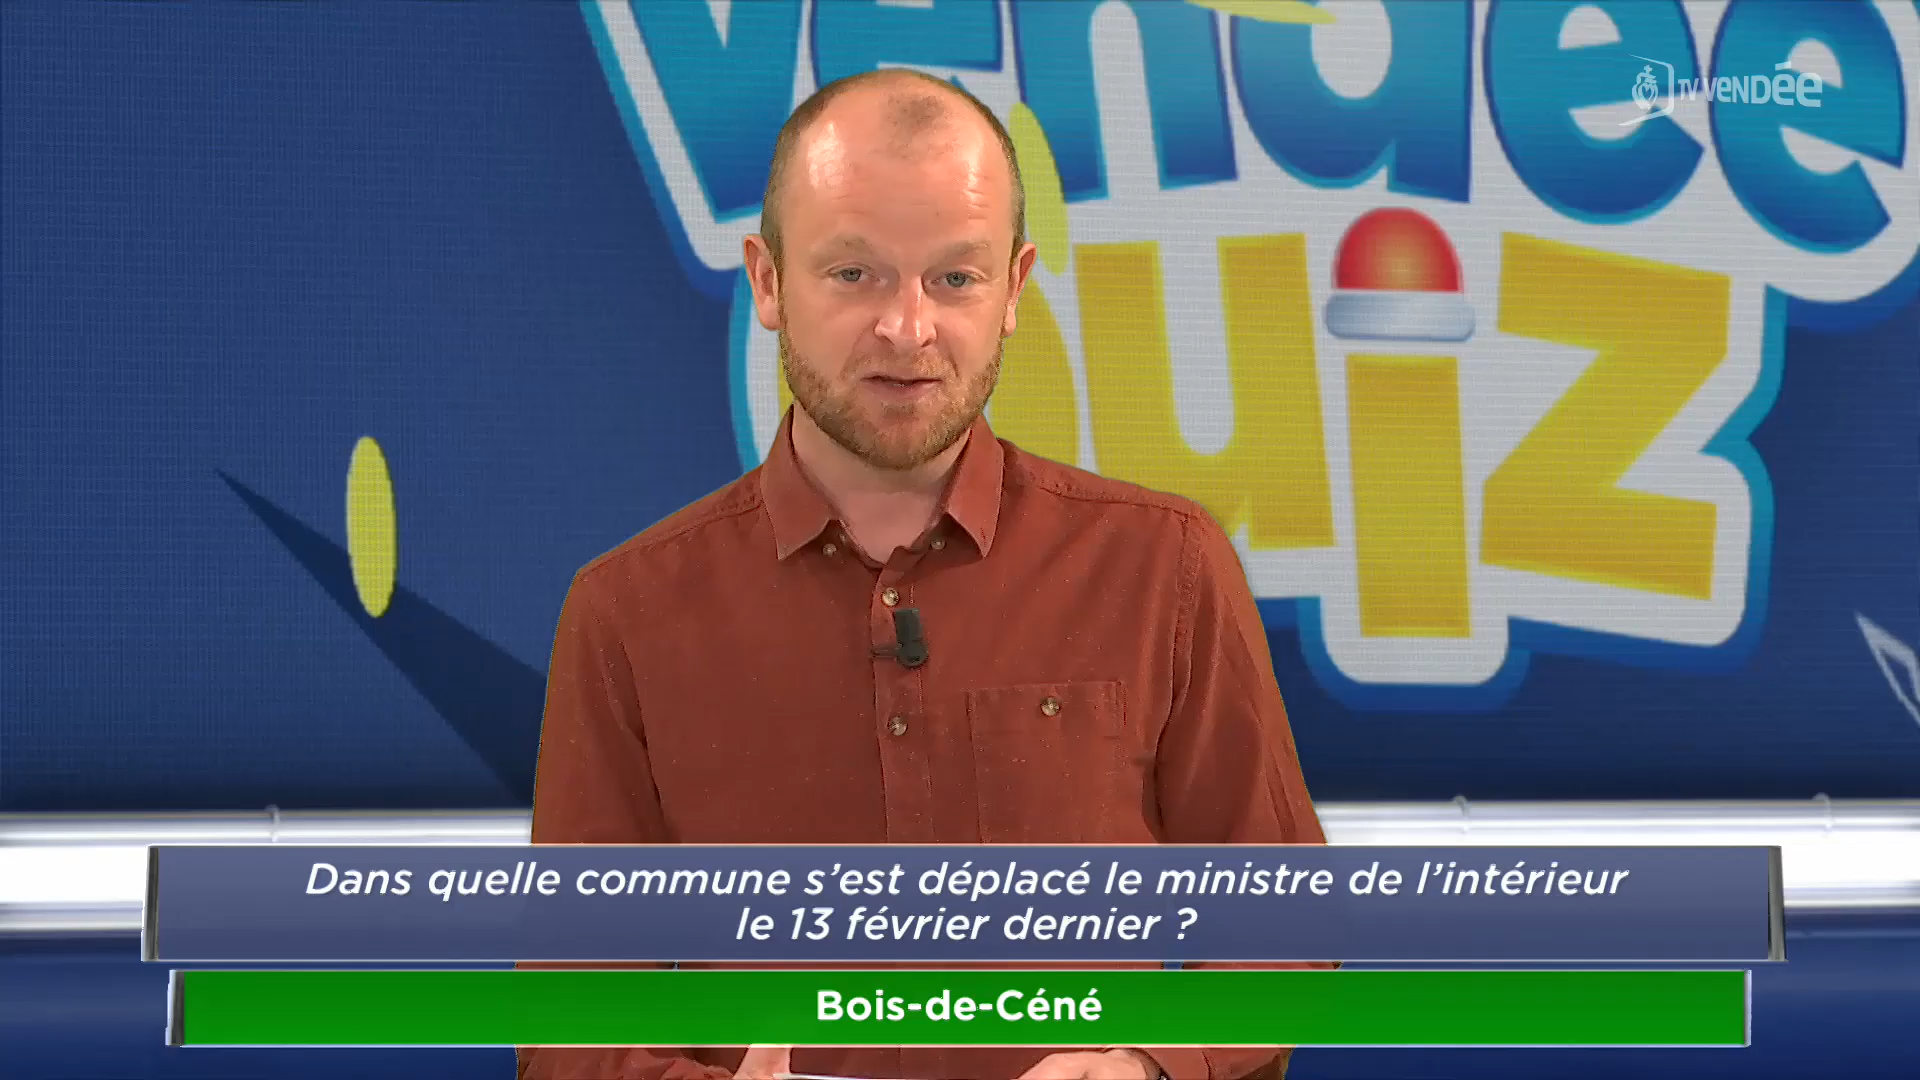 Vendée
Quiz
TV VENDÉE
Dans quelle commune s'est déplacé le ministre de l'intérieur
le 13 février dernier ?
Bois-de-Céné